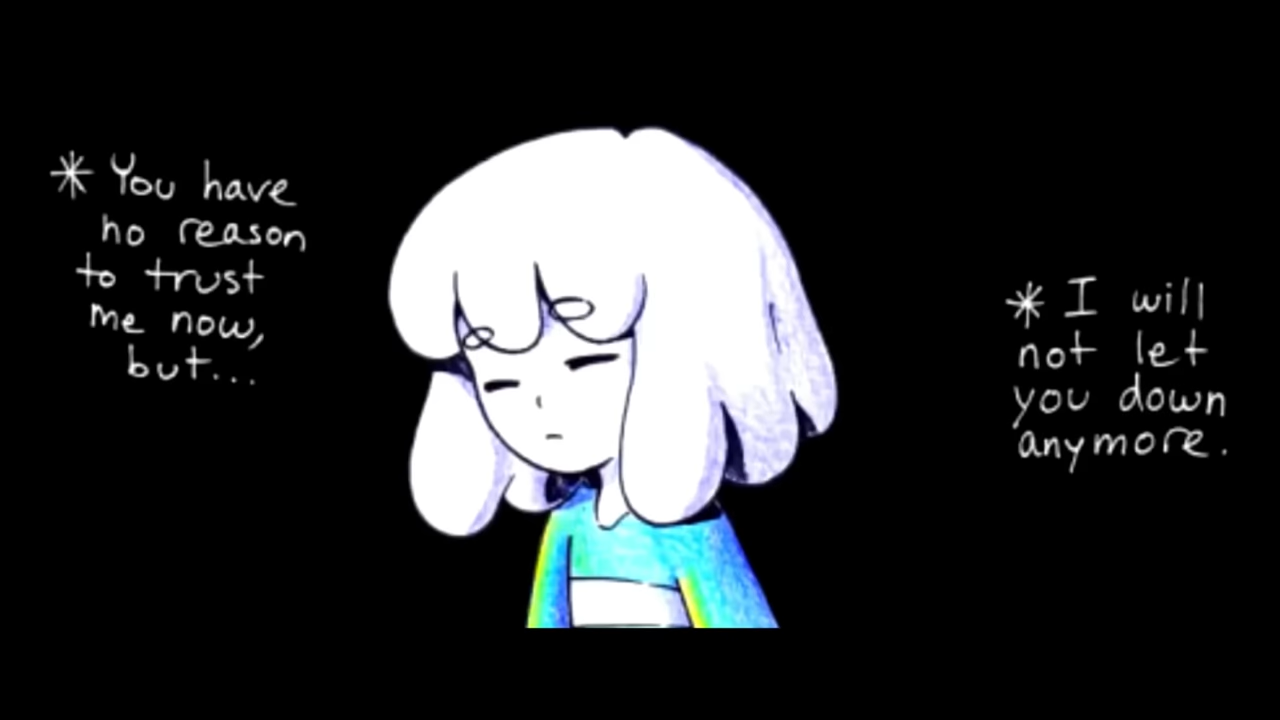 * You have
no reason
to trust
me now,
but...
* I will
not let
you down
anymore.